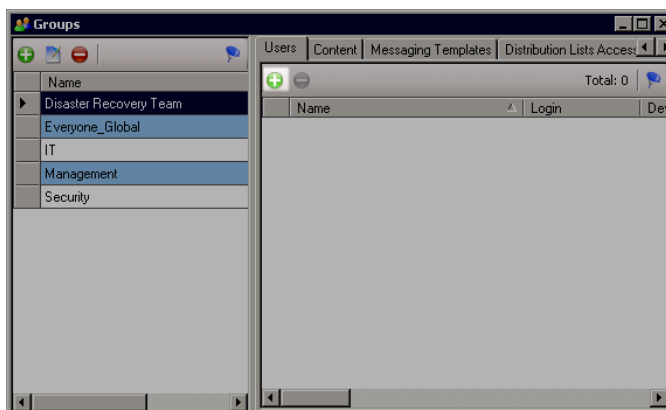 Groups
Users Content Messaging Templates Distribution Lists Access
Total: 0
Name
Disaster Recovery Team
Everyone_Global
IT
Management
Security
Name Login De